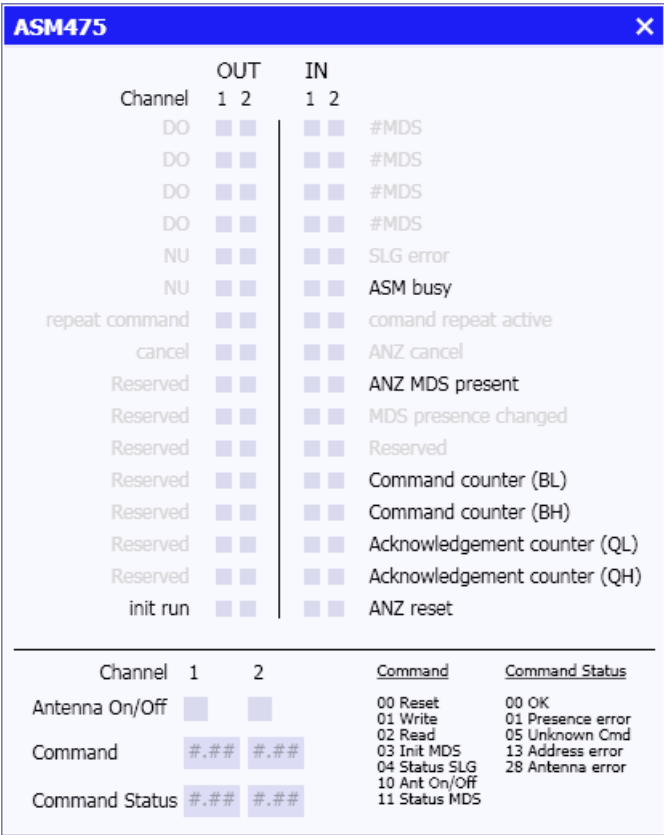 ASM475
OUT IN
Channel 1 2 1 2
DO #MDS
DO #MDS
DO #MDS
DO #MDS
NU SLG error
NU ASM busy
repeat command comand repeat active
cancel ANZ cancel
Reserved ANZ MDS present
Reserved MDS presence changed
Reserved Reserved
Reserved Command counter (BL)
Reserved Command counter (BH)
Reserved Acknowledgement counter (QL)
Reserved Acknowledgement counter (QH)
init run ANZ reset
Channel 1 2
Antenna On/Off
Command #.## #.##
Command Status #.## #.##
Command
00 Reset
01 Write
02 Read
03 Init MDS
04 Status SLG
10 Ant On/Off
11 Status MDS
Command Status
00 OK
01 Presence error
05 Unknown Cmd
13 Address error
28 Antenna error